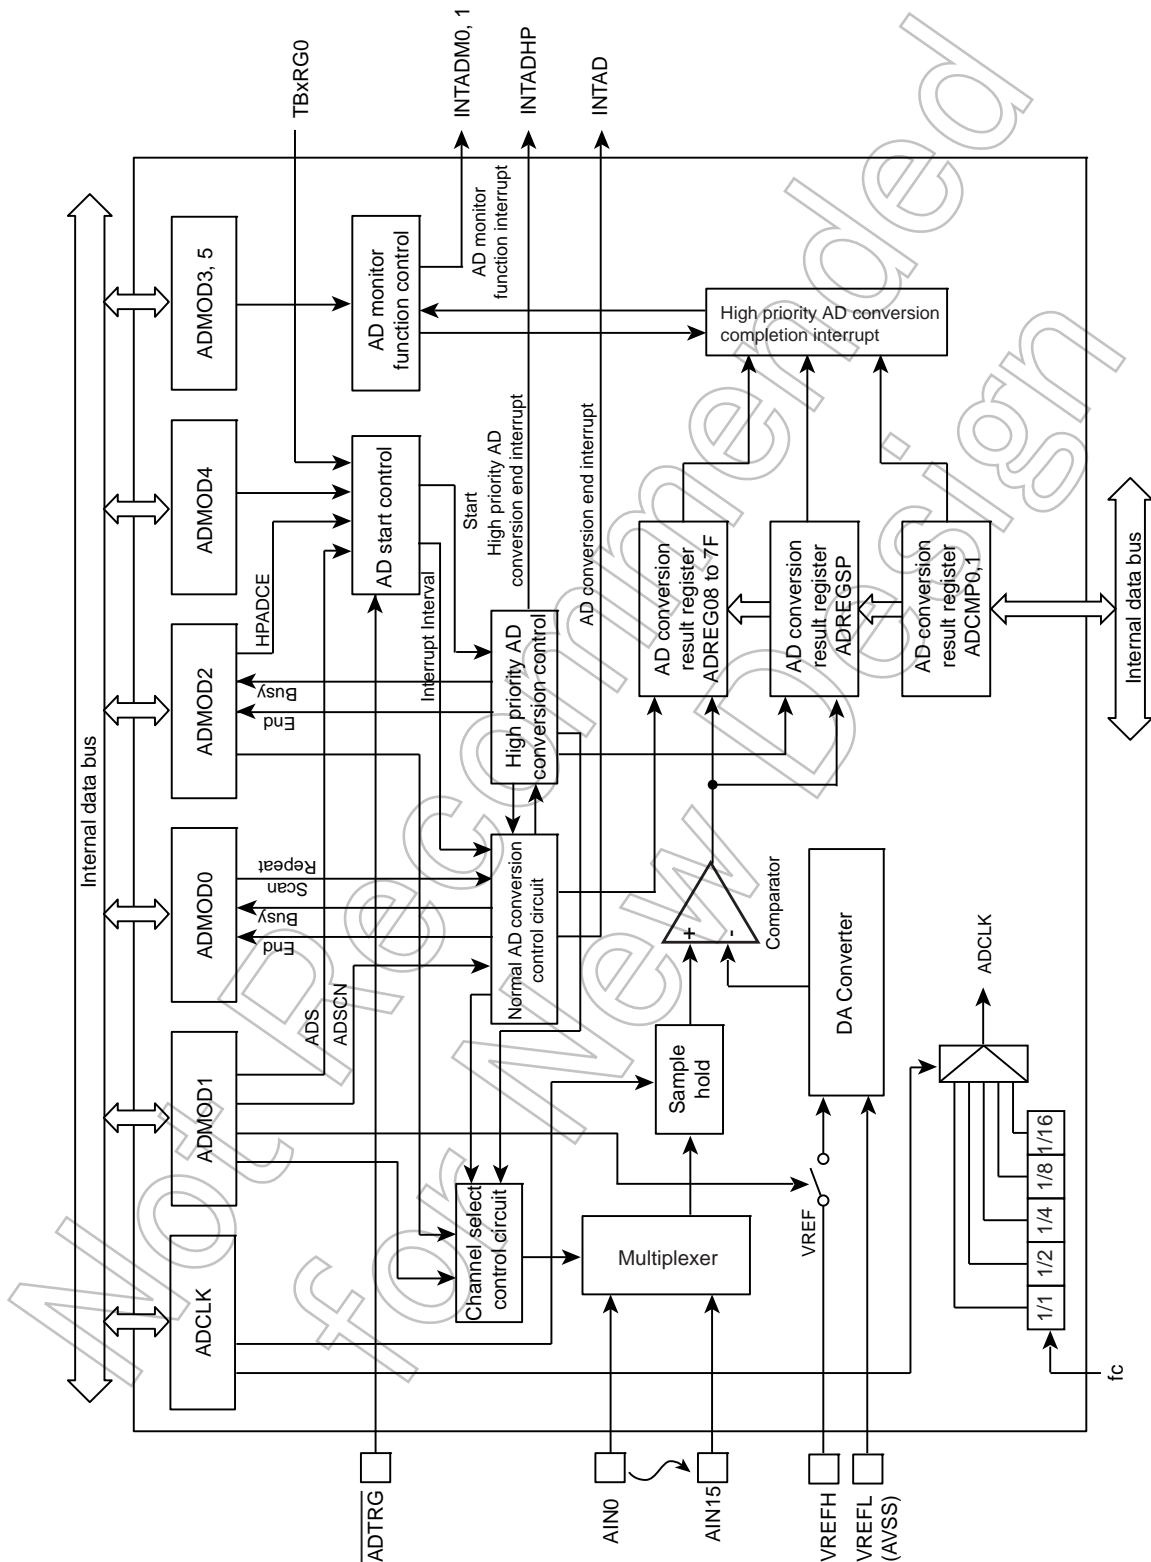 Internal data bus
ADCLK
ADMOD1
ADMOD0
ADMOD2
ADMOD4
ADMOD3, 5
ADS
ADSCN
End
Busy
Scan
Repeat
End
Busy
HPADCE
TBxRG0
ADTRG
AD start control
AD monitor
function control
Interrupt Interval
Start
AD monitor
function interrupt
INTADM0, 1
High priority AD
conversion end interrupt
INTADHP
AD conversion end interrupt
INTAD
Channel select
control circuit
Normal AD conversion
control circuit
High priority AD
conversion control
AIN0
AIN15
Multiplexer
Sample
hold
+
-
Comparator
AD conversion
result register
ADREG08 to 7F
AD conversion
result register
ADREGSP
AD conversion
result register
ADCMP0,1
High priority AD conversion
completion interrupt
VREFH
VREFL
(AVSS)
VREF
DA Converter
fc
1/1
1/2
1/4
1/8
1/16
ADCLK
Internal data bus
Not Recommended
for New Design